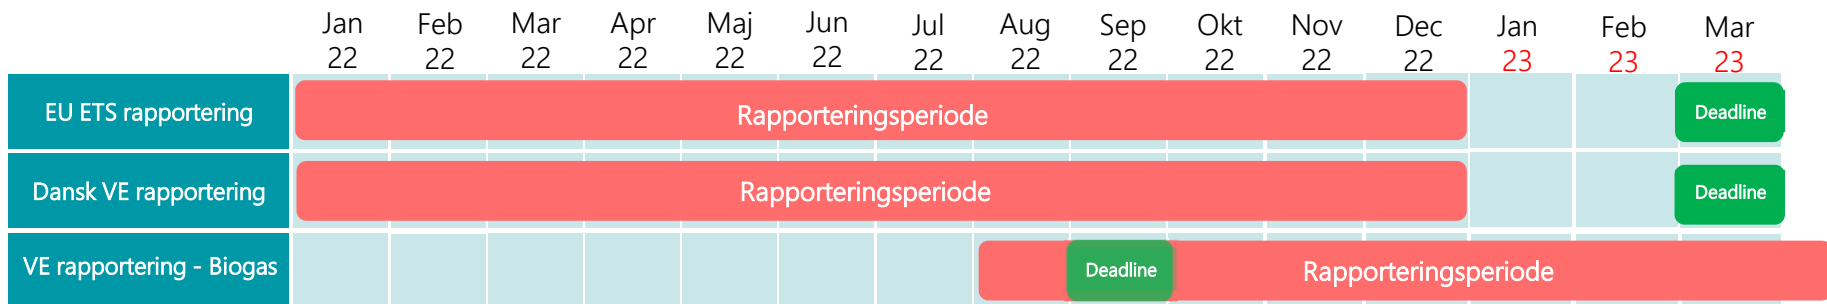 Jan Feb Mar Apr Maj Jun Jul Aug Sep Okt Nov Dec Jan Feb Mar
22 22 22 22 22 22 22 22 22 22 22 22 23 23 23
EU ETS rapportering Rapporteringsperiode Deadline
Dansk VE rapportering Rapporteringsperiode Deadline
VE rapportering - Biogas Deadline Rapporteringsperiode